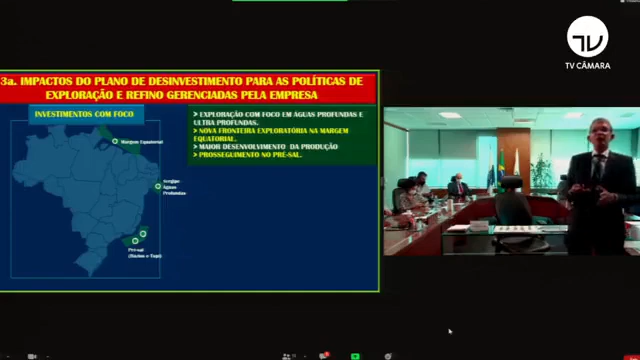 TV CÂMARA
3a. IMPACTOS DO PLANO DE DESINVESTIMENTO PARA AS POLÍTICAS DE
EXPLORAÇÃO E REFINO GERENCIADAS PELA EMPRESA
INVESTIMENTOS COM FOCO
Margem Equatorial
Sergipe
Águas
Profundas
Pré-sal
(Búzios e Tupi)
> EXPLORAÇÃO COM FOCO EM ÁGUAS PROFUNDAS E
ULTRA PROFUNDAS.
> NOVA FRONTEIRA EXPLORATÓRIA NA MARGEM
EQUATORIAL.
> MAIOR DESENVOLVIMENTO DA PRODUÇÃO
> PROSSEGUIMENTO NO PRÉ-SAL.